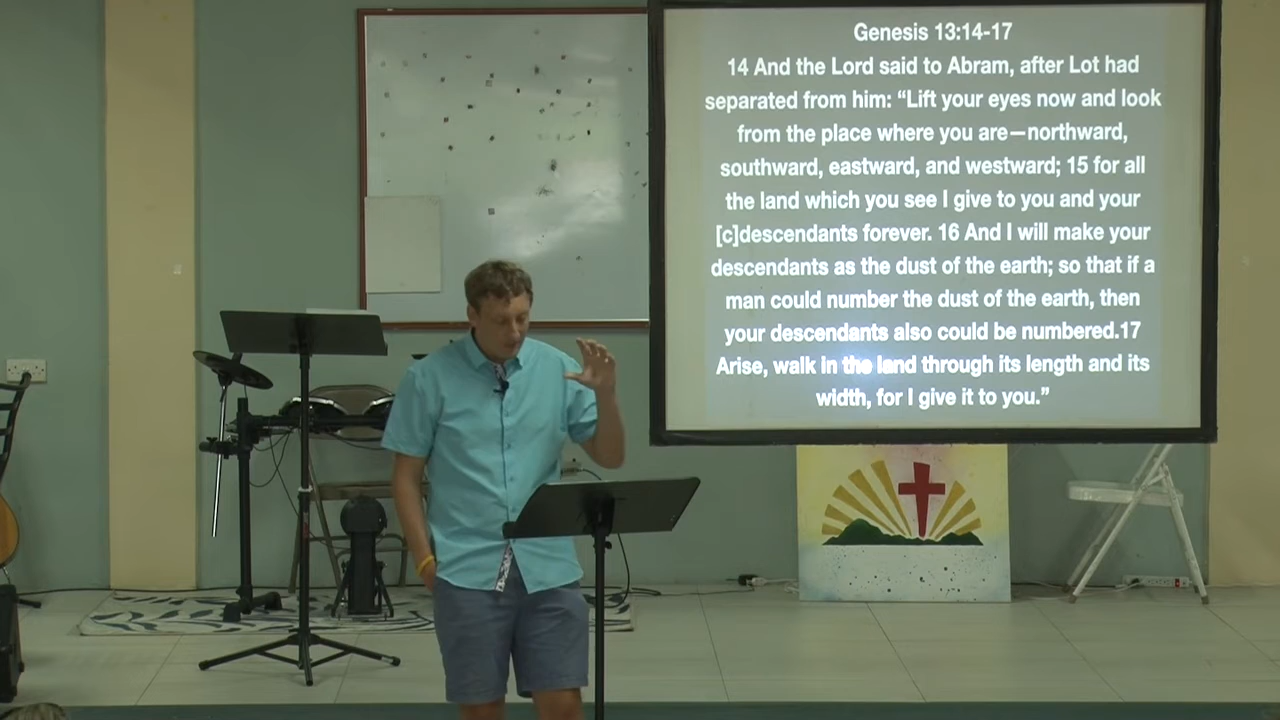 Genesis 13:14-17
14 And the Lord said to Abram, after Lot had
separated from him: “Lift your eyes now and look
from the place where you are—northward,
southward, eastward, and westward; 15 for all
the land which you see I give to you and your
[c]descendants forever. 16 And I will make your
descendants as the dust of the earth; so that if a
man could number the dust of the earth, then
your descendants also could be numbered.17
Arise, walk in the land through its length and its
width, for I give it to you.”